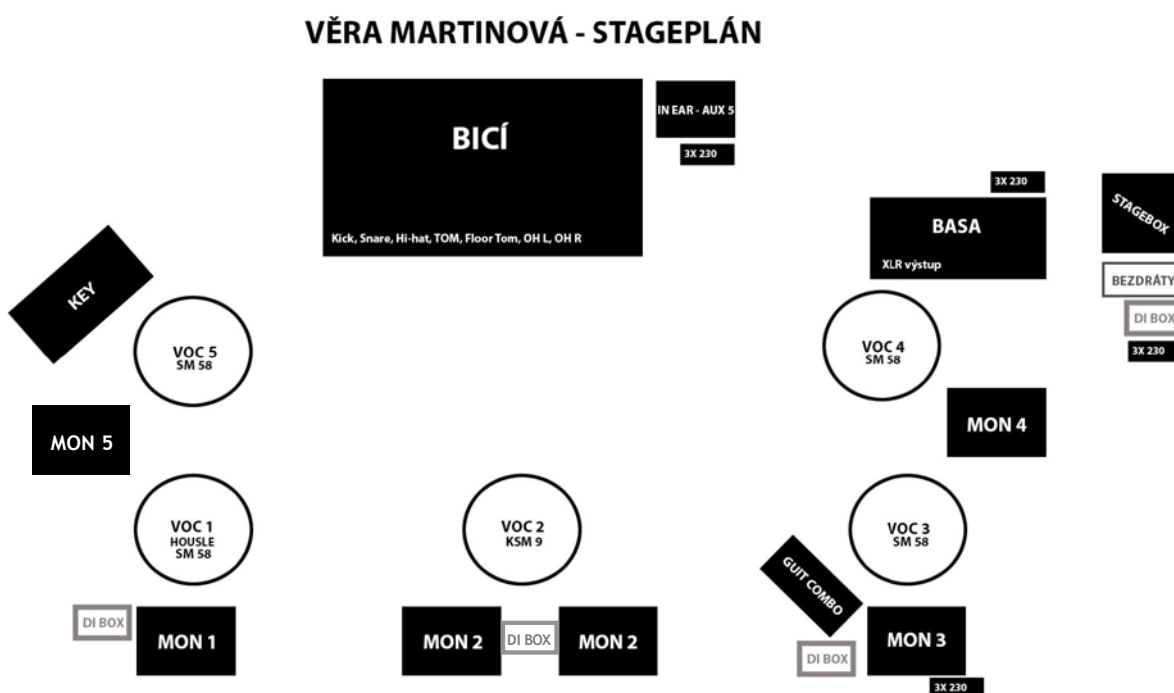 VĚRA MARTINOVÁ - STAGEPLÁN
BICÍ
Kick, Snare, Hi-hat, TOM, Floor Tom, OH L, OH R
IN EAR - AUX 5
3X 230
3X 230
BASA
XLR výstup
STAGEBOX
BEZDRÁTY
DI BOX
3X 230
KEY
VOC 5
SM 58
VOC 4
SM 58
MON 5
MON 4
VOC 1
HOUSLE
SM 58
VOC 2
KSM 9
VOC 3
SM 58
GUIT COMBO
DI BOX
MON 1
MON 2
DI BOX
MON 2
DI BOX
MON 3
3X 230